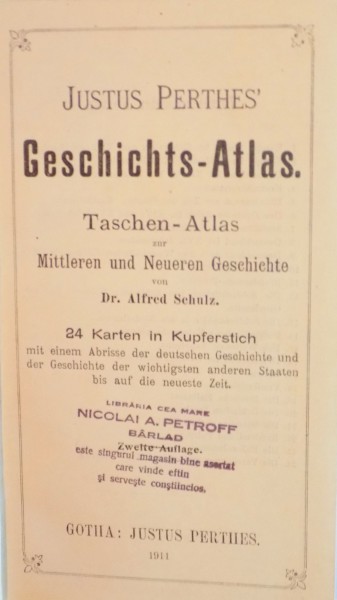 JUSTUS PERTHES'
Geschichts-Atlas.
Taschen-Atlas
zur
Mittleren und Neueren Geschichte
von
Dr. Alfred Schulz.
24 Karten in Kupferstich
mit einem Abrisse der deutschen Geschichte und
der Geschichte der wichtigsten anderen Staaten
bis auf die neueste Zeit.
LIBRĂRIA CEA MARE
NICOLAI A. PETROFF
BÂRLAD
Zweite Auflage.
este singurul magasin bine asortat
care vinde eftin
și servește conștiincios.
GOTHA: JUSTUS PERTHES.
1911